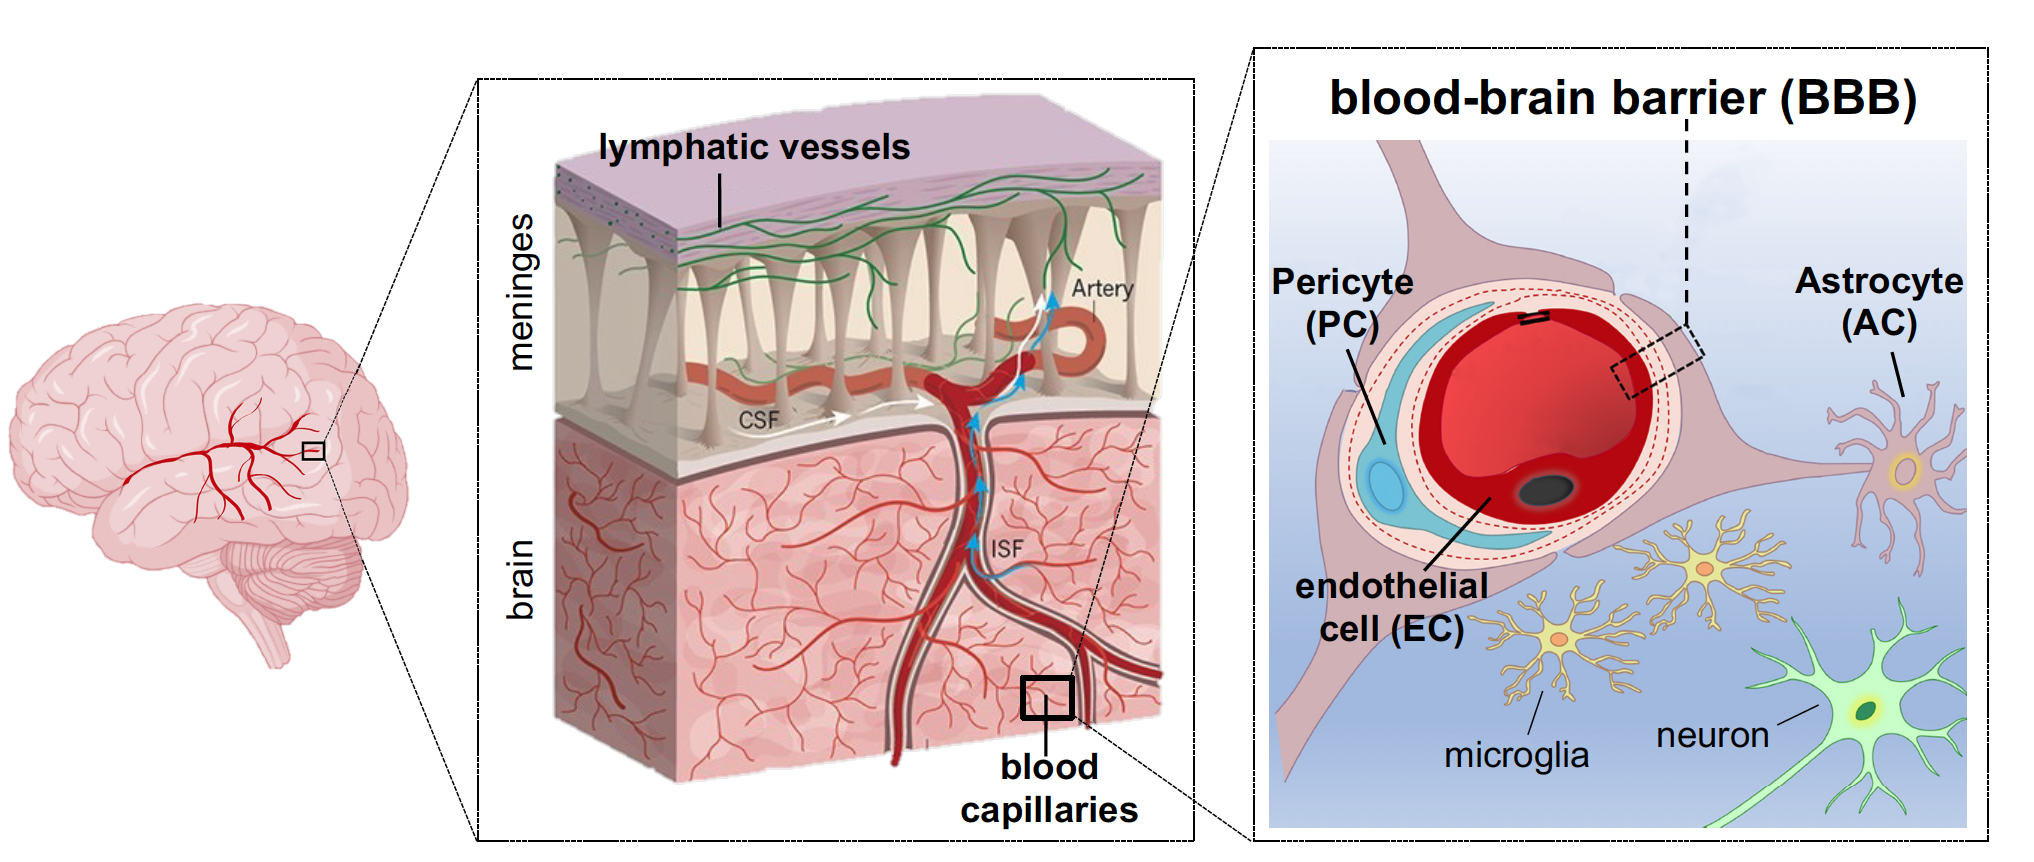 lymphatic vessels
meninges
Artery
CSF
brain
ISF
blood
capillaries
blood-brain barrier (BBB)
Pericyte
(PC)
Astrocyte
(AC)
endothelial
cell (EC)
microglia
neuron